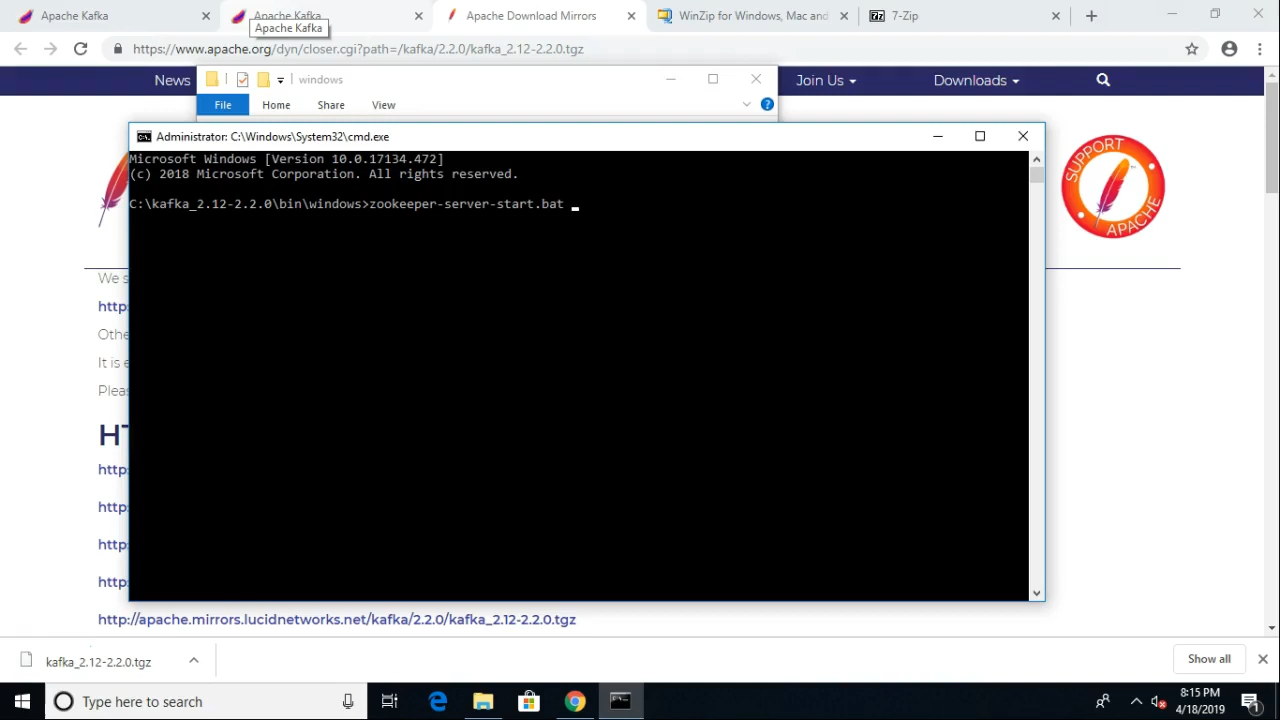 Apache Kafka
Apache Kafka
Apache Download Mirrors
WinZip for Windows, Mac and
7-Zip
Apache Kafka
https://www.apache.org/dyn/closer.cgi?path=/kafka/2.2.0/kafka_2.12-2.2.0.tgz
News
windows
Join Us
Downloads
File
Home
Share
View
Administrator: C:\Windows\System32\cmd.exe
Microsoft Windows [Version 10.0.17134.472]
(c) 2018 Microsoft Corporation. All rights reserved.
C:\kafka_2.12-2.2.0\bin\windows>zookeeper-server-start.bat
SUPPORT APACHE
We s
http:
Othe
It is e
Pleas
HT
http:
http:
http:
http:
http://apache.mirrors.lucidnetworks.net/kafka/2.2.0/kafka_2.12-2.2.0.tgz
kafka_2.12-2.2.0.tgz
Show all
Type here to search
8:15 PM
4/18/2019
1